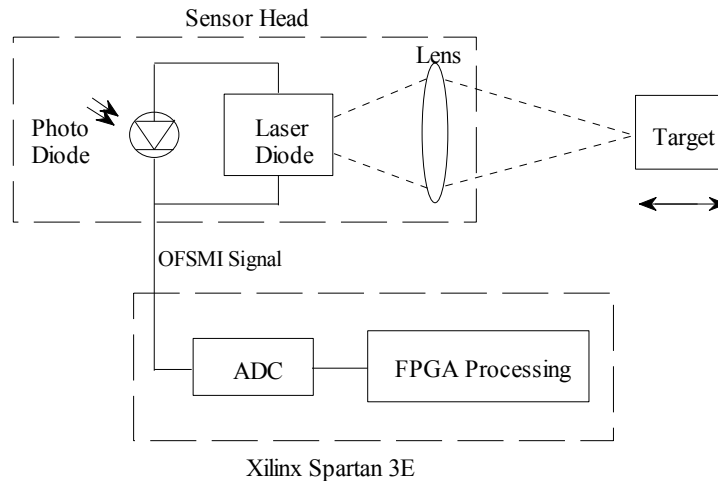 Sensor Head
Lens
Photo
Diode
Laser
Diode
Target
OFSMI Signal
ADC
FPGA Processing
Xilinx Spartan 3E